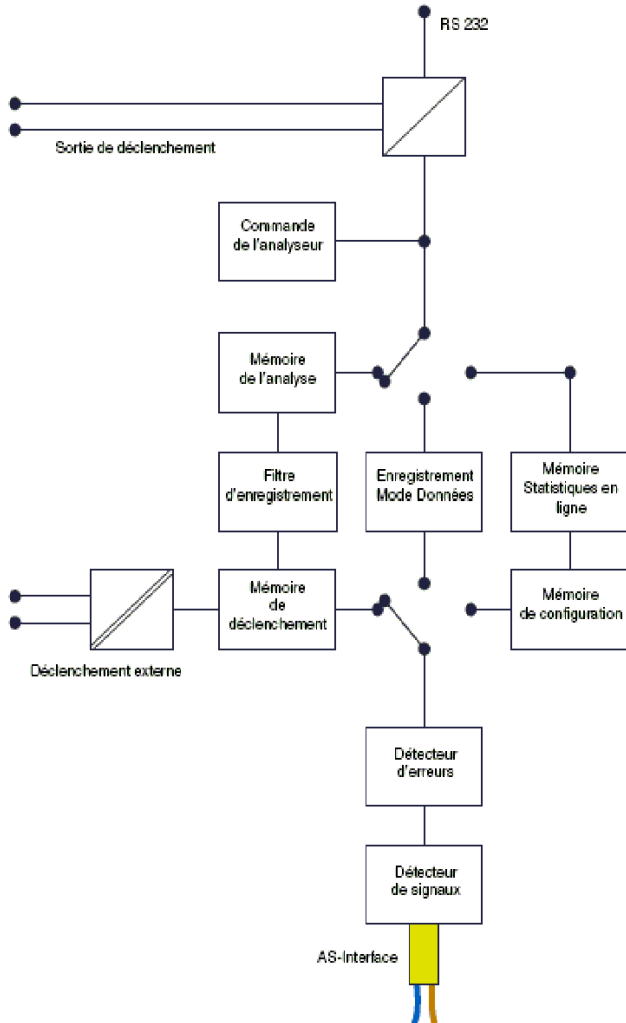 RS 232
Sortie de déclenchement
Commande
de l'analyseur
Mémoire
de l'analyse
Filtre
d'enregistrement
Enregistrement
Mode Données
Mémoire
Statistiques en
ligne
Mémoire
de
déclenchement
Mémoire
de configuration
Déclenchement externe
Détecteur
d'erreurs
Détecteur
de signaux
AS-Interface